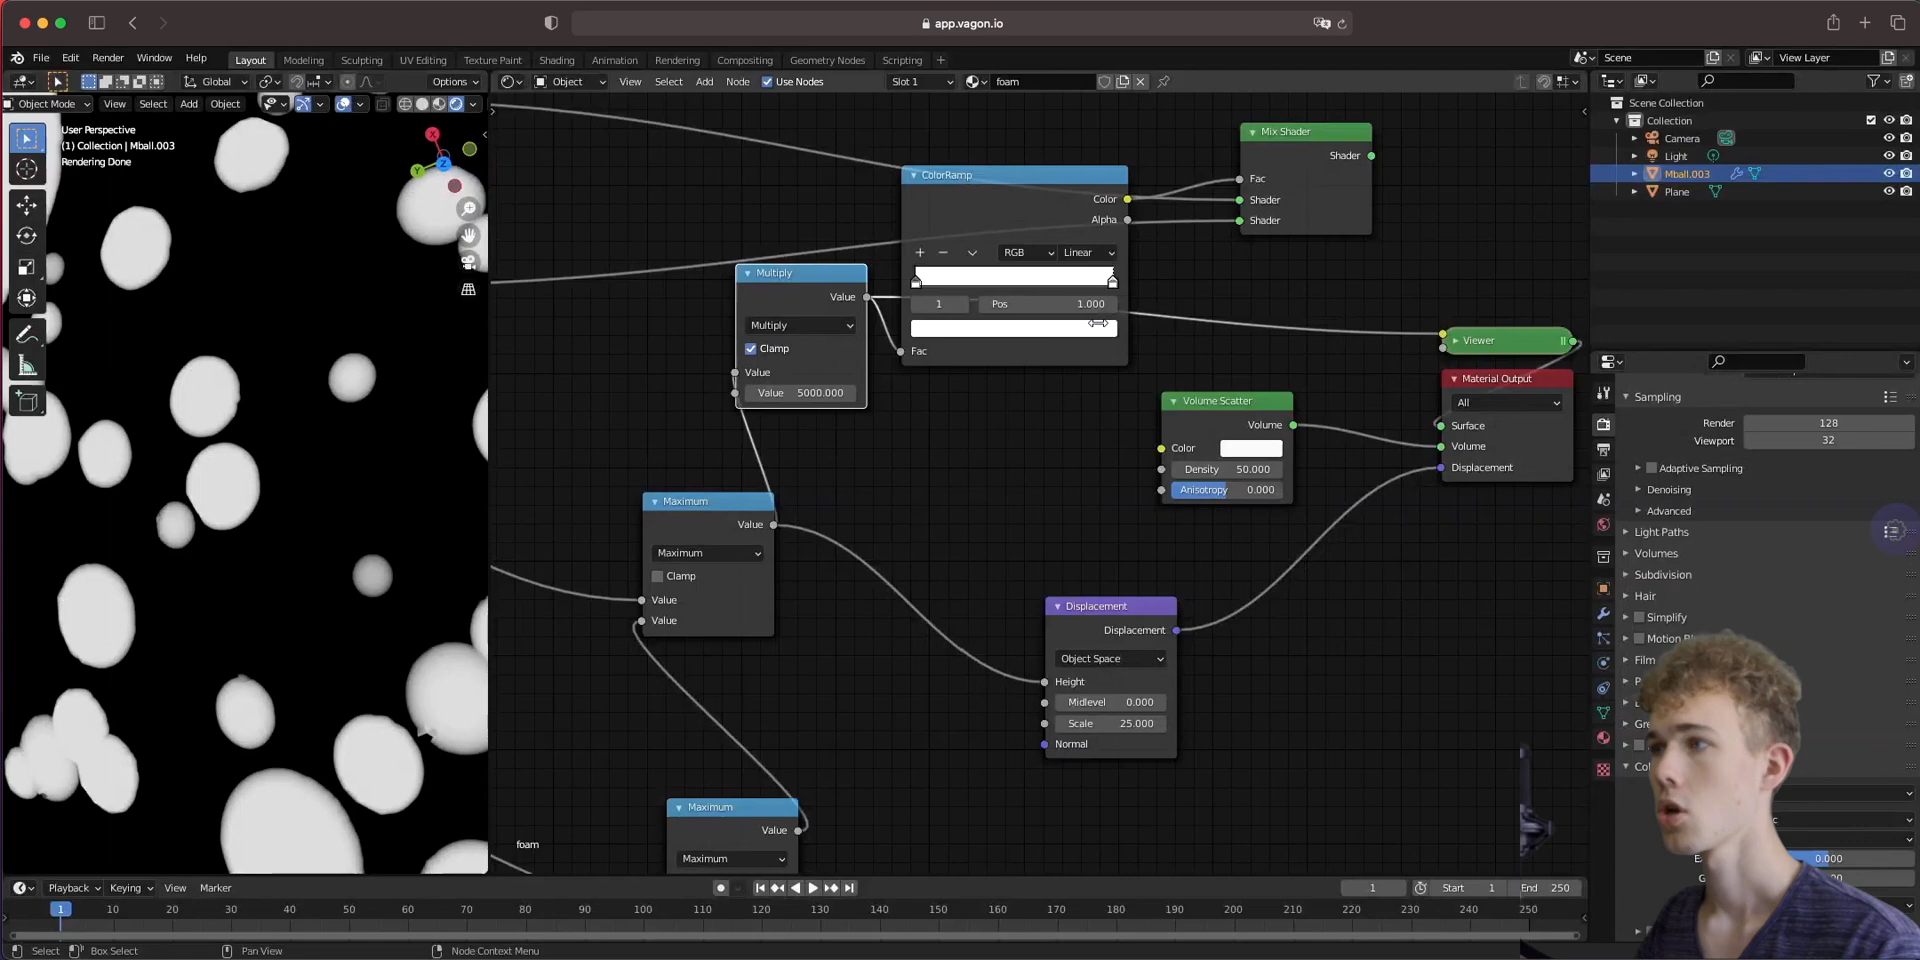 app.vagon.io
File Edit Render Window Help Layout Modeling Sculpting UV Editing Texture Paint Shading Animation Rendering Compositing Geometry Nodes Scripting + Scene View Layer
Global Options Object View Select Add Node Use Nodes Slot 1 foam
Object Mode View Select Add Object
User Perspective
(1) Collection | Mball.003
Rendering Done
X
Y
Z
Scene Collection
Collection
Camera
Light
Mball.003
Plane
Mix Shader
Shader
Fac
Shader
Shader
ColorRamp
Color
Alpha
RGB Linear
1 Pos 1.000
Fac
Multiply
Value
Multiply
Clamp
Value
Value 5000.000
Viewer
Material Output
All
Surface
Volume
Displacement
Volume Scatter
Volume
Color
Density 50.000
Anisotropy 0.000
Maximum
Value
Maximum
Clamp
Value
Value
Displacement
Displacement
Object Space
Height
Midlevel 0.000
Scale 25.000
Normal
Maximum
Value
Maximum
foam
Sampling
Render 128
Viewport 32
Adaptive Sampling
Denoising
Advanced
Light Paths
Volumes
Subdivision
Hair
Simplify
Motion
Film
0.000
Playback Keying View Marker 1 Start 1 End 250
1 10 20 30 40 50 60 70 80 90 100 110 120 130 140 150 160 170 180 190 200 210 220 230 240 250
Select Box Select Pan View Node Context Menu